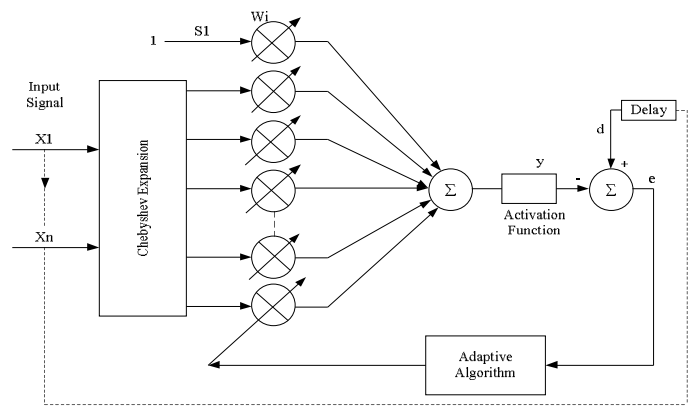 Wi
1
S1
Input
Signal
X1
Xn
Chebyshev Expansion
Σ
y
Activation
Function
-
Σ
+
d
Delay
e
Adaptive
Algorithm